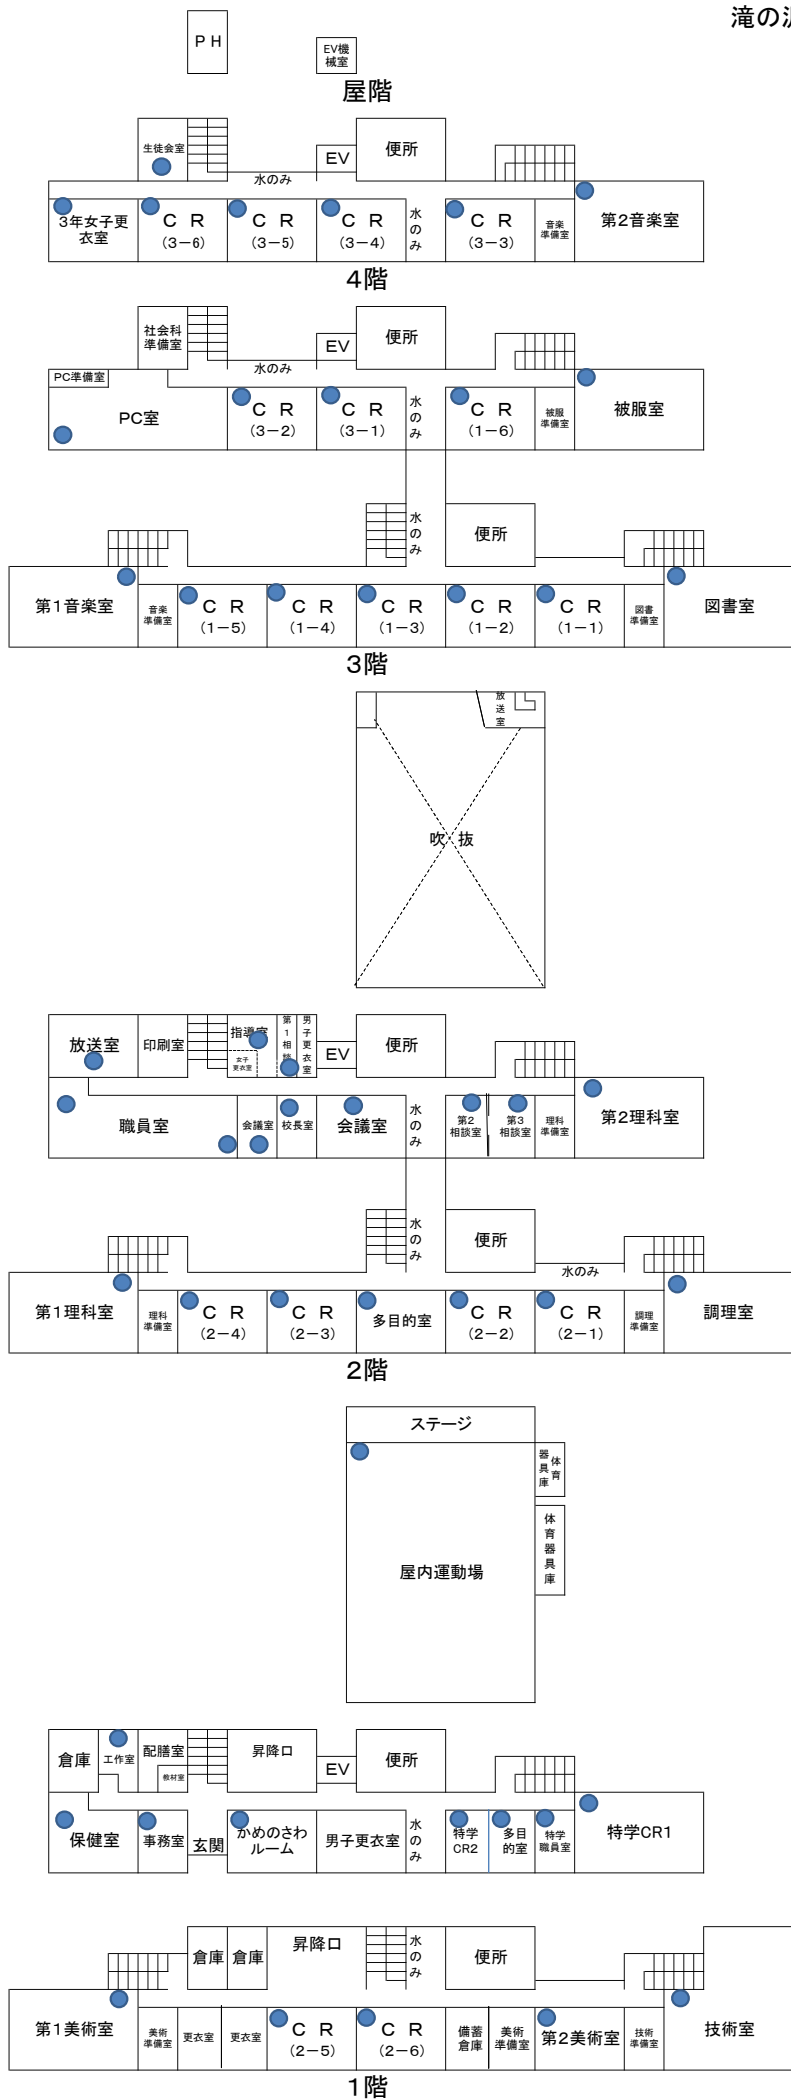 滝の沢
PH
EV機
械室
屋階
生徒会室
EV
便所
水のみ
3年女子更
衣室
CR
(3-6)
CR
(3-5)
CR
(3-4)
水のみ
CR
(3-3)
音楽
準備室
第2音楽室
4階
社会科
準備室
EV
便所
水のみ
PC準備室
PC室
CR
(3-2)
CR
(3-1)
水のみ
CR
(1-6)
被服
準備室
被服室
水のみ
便所
第1音楽室
音楽
準備室
CR
(1-5)
CR
(1-4)
CR
(1-3)
CR
(1-2)
CR
(1-1)
図書
準備室
図書室
3階
放送室
吹 抜
放送室
印刷室
指導室
女子
更衣室
第1相談
男子更衣室
EV
便所
職員室
会議室
校長室
会議室
水のみ
第2
相談室
第3
相談室
理科
準備室
第2理科室
水のみ
便所
水のみ
第1理科室
理科
準備室
CR
(2-4)
CR
(2-3)
多目的室
CR
(2-2)
CR
(2-1)
調理
準備室
調理室
2階
ステージ
体育
器具庫
体育器具庫
屋内運動場
倉庫
工作室
配膳室
教材室
昇降口
EV
便所
保健室
事務室
玄関
かめのさわ
ルーム
男子更衣室
水のみ
特学
CR2
多目
的室
特学
職員室
特学CR1
倉庫
倉庫
昇降口
水のみ
便所
第1美術室
美術
準備室
更衣室
更衣室
CR
(2-5)
CR
(2-6)
備蓄
倉庫
美術
準備室
第2美術室
技術
準備室
技術室
1階